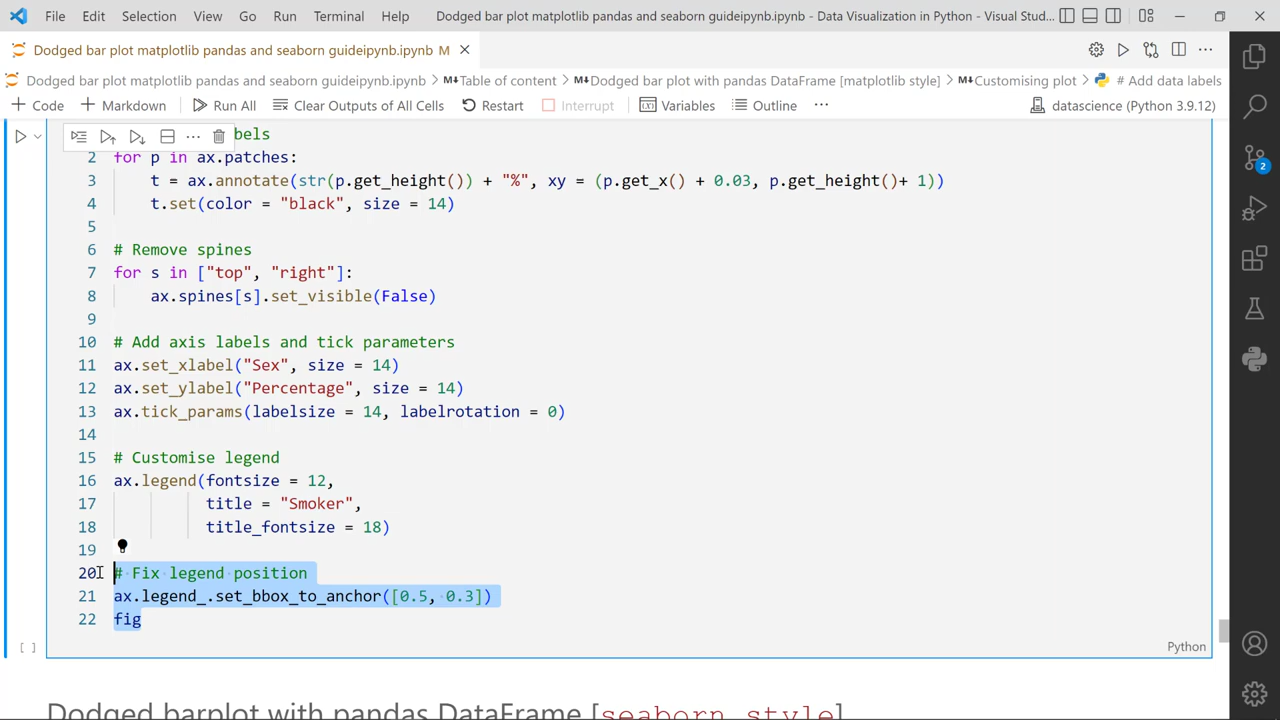 File Edit Selection View Go Run Terminal Help Dodged bar plot matplotlib pandas and seaborn guideipynb.ipynb - Data Visualization in Python - Visual Stud...
Dodged bar plot matplotlib pandas and seaborn guideipynb.ipynb M
Dodged bar plot matplotlib pandas and seaborn guideipynb.ipynb > M↓Table of content > M↓Dodged bar plot with pandas DataFrame [matplotlib style] > M↓Customising plot > # Add data labels
+ Code + Markdown Run All Clear Outputs of All Cells Restart Interrupt Variables Outline ... datascience (Python 3.9.12)
bels
2 for p in ax.patches:
3 t = ax.annotate(str(p.get_height()) + "%", xy = (p.get_x() + 0.03, p.get_height()+ 1))
4 t.set(color = "black", size = 14)
5
6 # Remove spines
7 for s in ["top", "right"]:
8 ax.spines[s].set_visible(False)
9
10 # Add axis labels and tick parameters
11 ax.set_xlabel("Sex", size = 14)
12 ax.set_ylabel("Percentage", size = 14)
13 ax.tick_params(labelsize = 14, labelrotation = 0)
14
15 # Customise legend
16 ax.legend(fontsize = 12,
17 title = "Smoker",
18 title_fontsize = 18)
19
20 # Fix legend position
21 ax.legend_.set_bbox_to_anchor([0.5, 0.3])
22 fig
[ ] Python
Dodged barplot with pandas DataFrame [seaborn style]
2